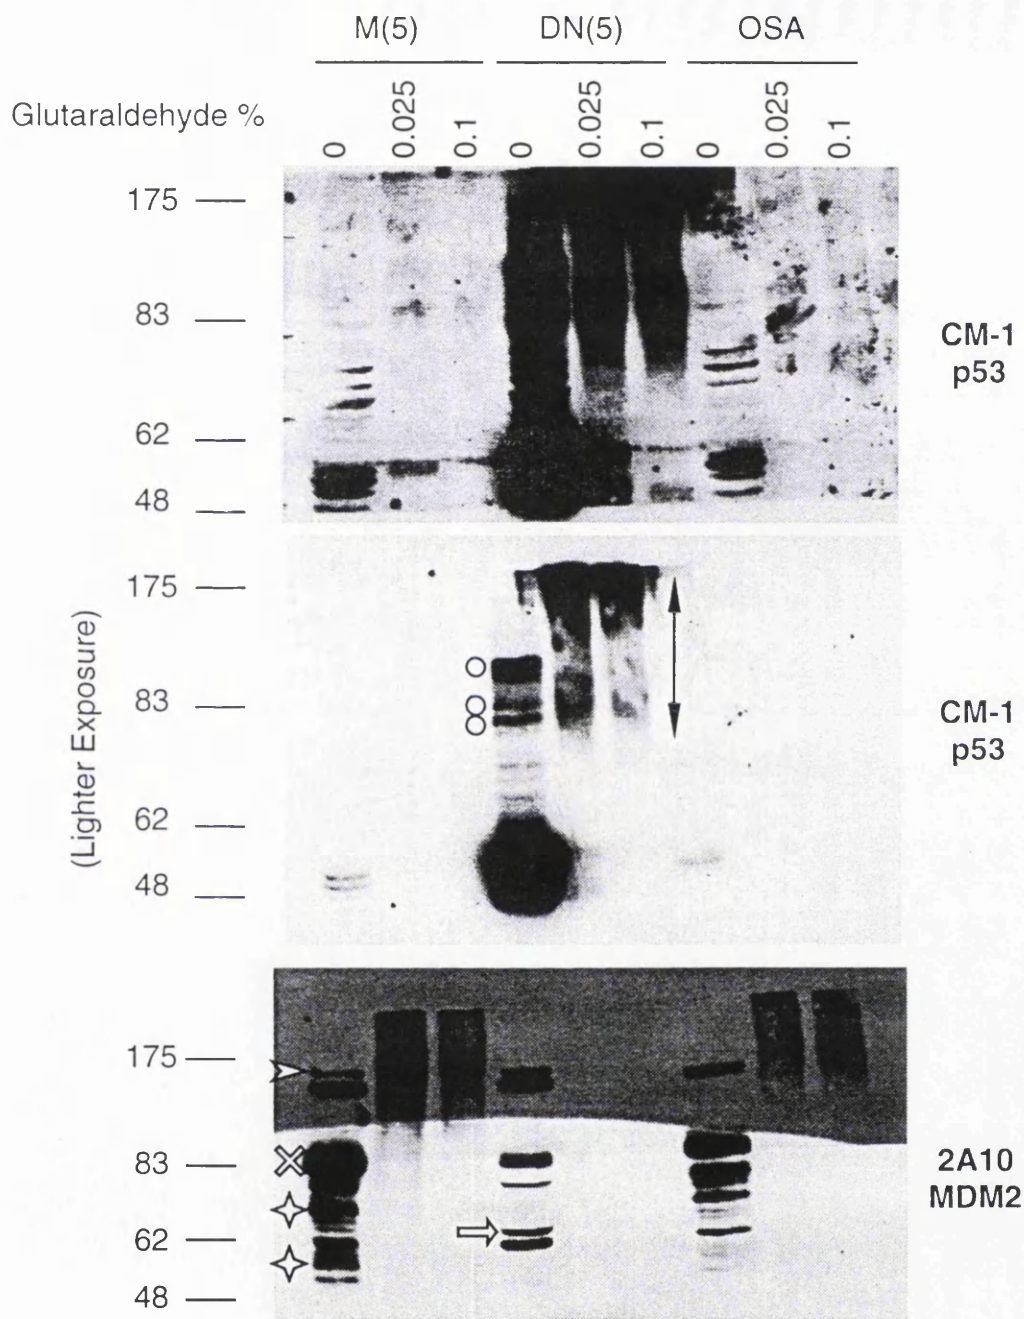 M(5) DN(5) OSA
Glutaraldehyde % 0 0.025 0.1 0 0.025 0.1 0 0.025 0.1
175
83
62
48
CM-1
p53
(Lighter Exposure)
175
83
62
48
CM-1
p53
175
83
62
48
2A10
MDM2